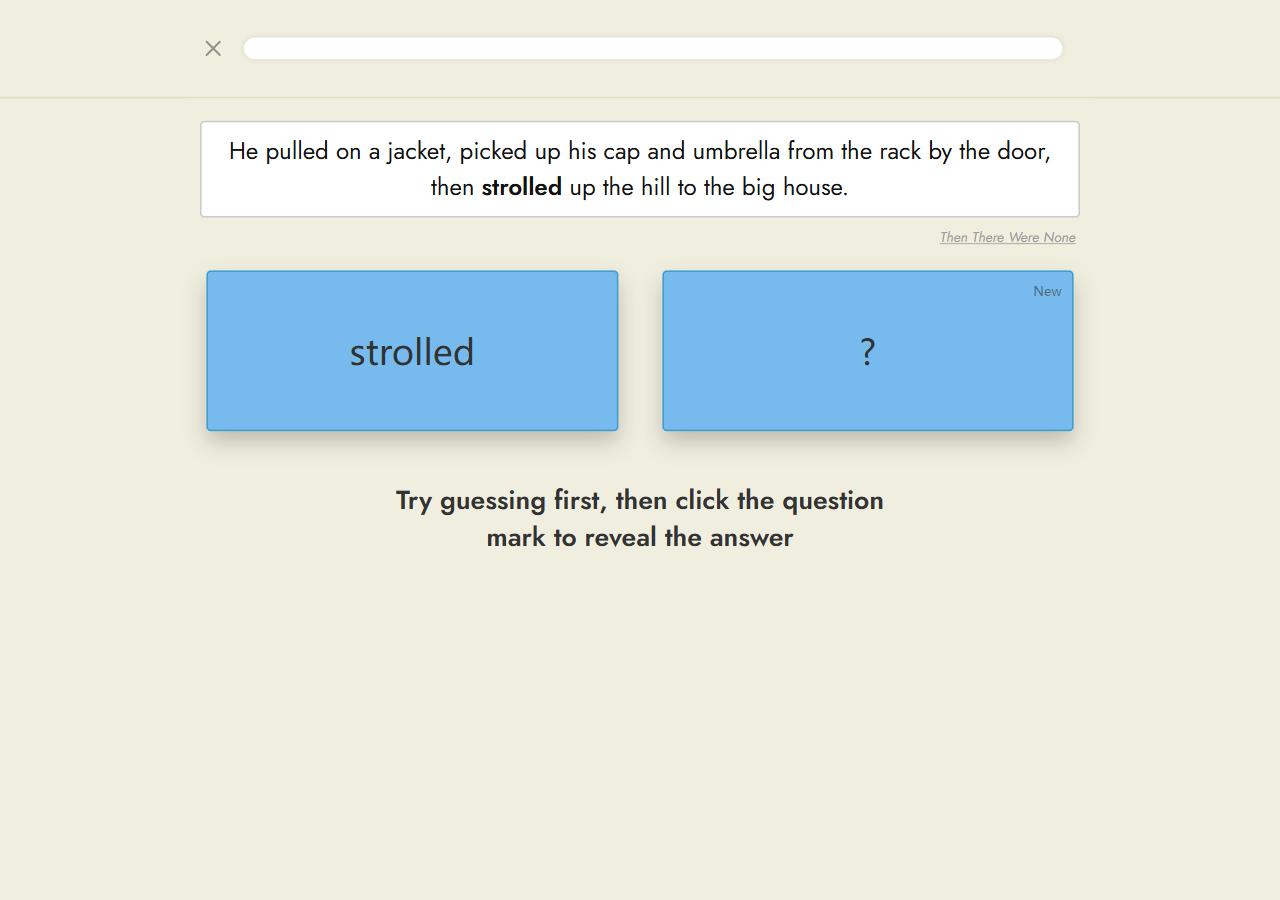 He pulled on a jacket, picked up his cap and umbrella from the rack by the door,
then strolled up the hill to the big house.
Then There Were None
strolled
New
?
Try guessing first, then click the question
mark to reveal the answer